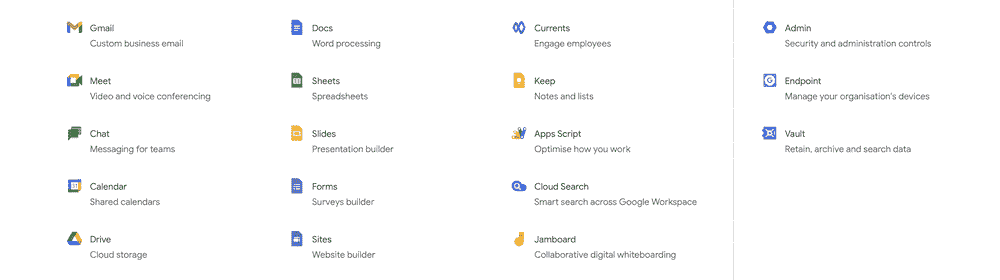 Gmail
Custom business email
Meet
Video and voice conferencing
Chat
Messaging for teams
Calendar
Shared calendars
Drive
Cloud storage
Docs
Word processing
Sheets
Spreadsheets
Slides
Presentation builder
Forms
Surveys builder
Sites
Website builder
Currents
Engage employees
Keep
Notes and lists
Apps Script
Optimise how you work
Cloud Search
Smart search across Google Workspace
Jamboard
Collaborative digital whiteboarding
Admin
Security and administration controls
Endpoint
Manage your organisation's devices
Vault
Retain, archive and search data